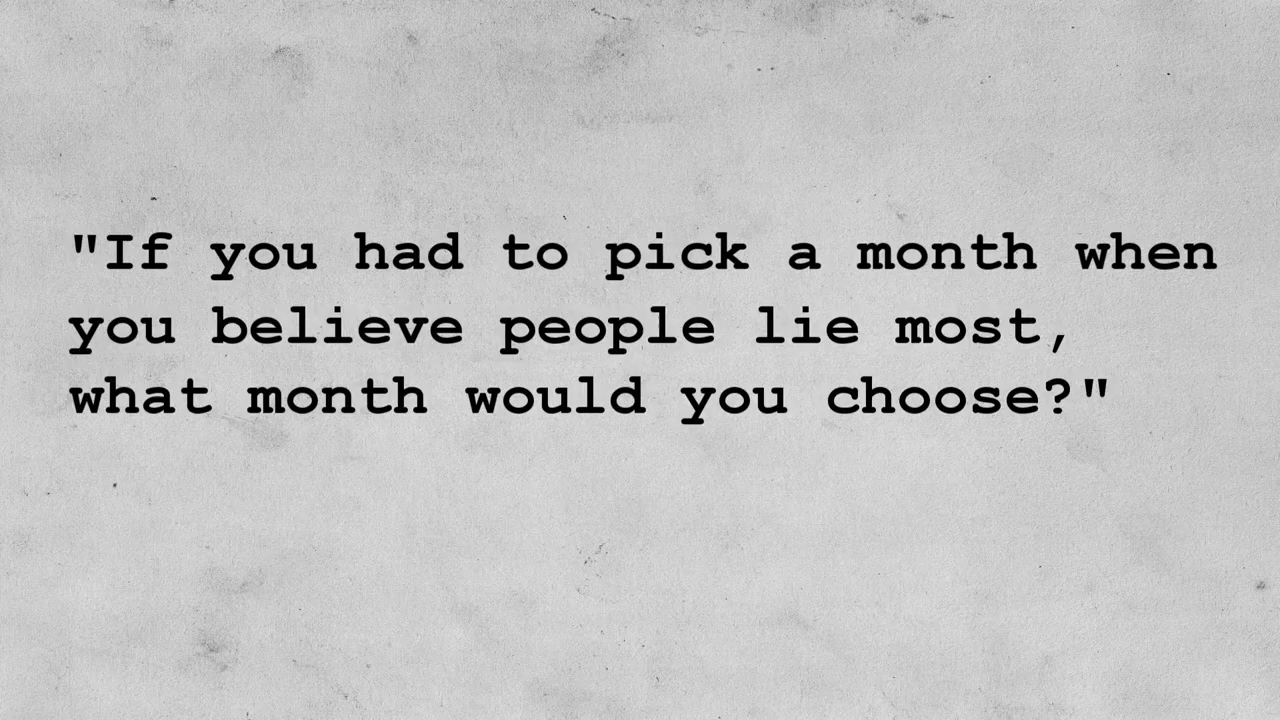 "If you had to pick a month when
you believe people lie most,
what month would you choose?"